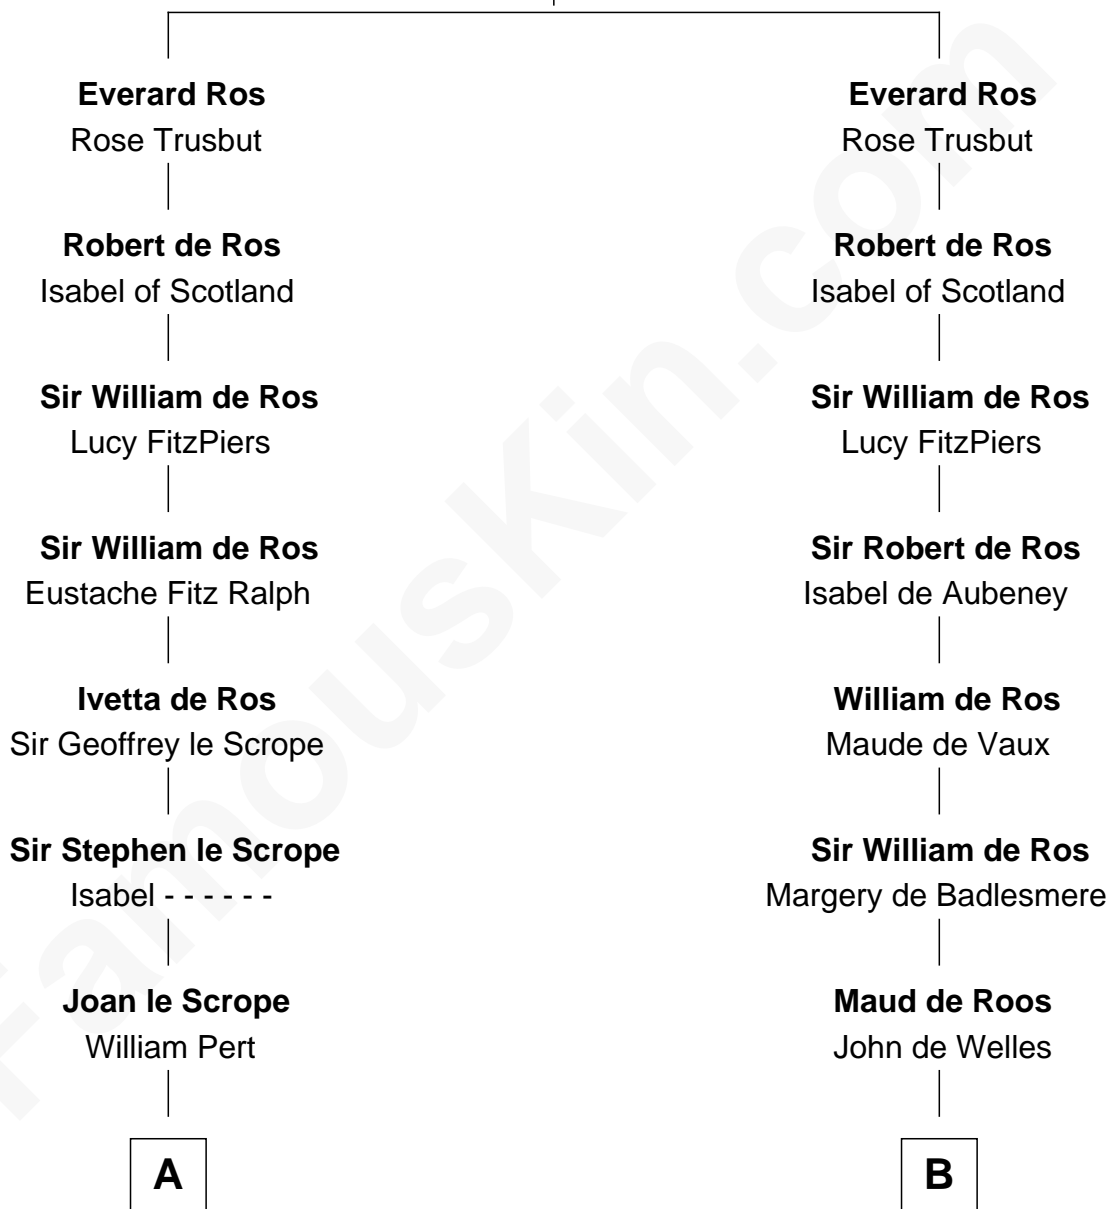 Everard Ros
Rose Trusbut
Robert de Ros
Isabel of Scotland
Sir William de Ros
Lucy FitzPiers
Sir William de Ros
Eustache Fitz Ralph
Ivetta de Ros
Sir Geoffrey le Scrope
Sir Stephen le Scrope
Isabel - - - - - -
Joan le Scrope
William Pert
A
Everard Ros
Rose Trusbut
Robert de Ros
Isabel of Scotland
Sir William de Ros
Lucy FitzPiers
Sir Robert de Ros
Isabel de Aubeney
William de Ros
Maude de Vaux
Sir William de Ros
Margery de Badlesmere
Maud de Roos
John de Welles
B
FamousKin.com